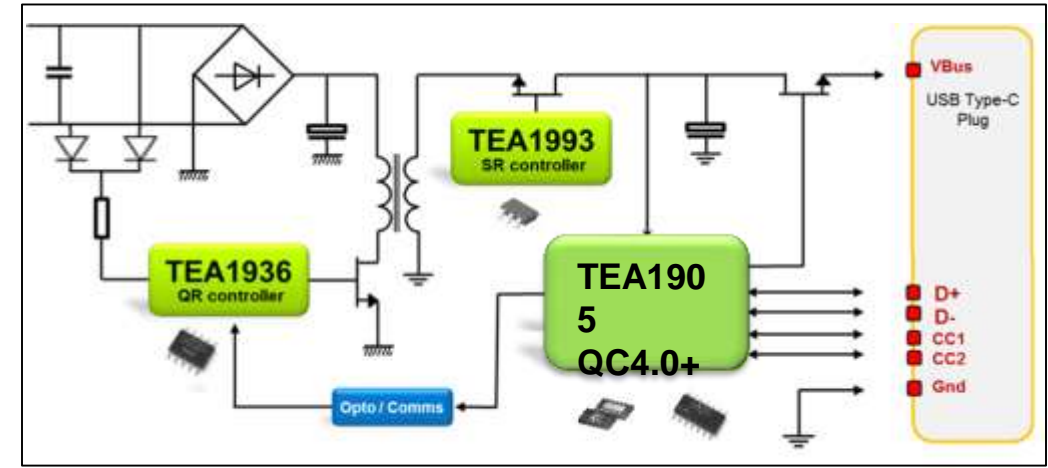 VBus
USB Type-C
Plug
TEA1993
SR controller
TEA1936
QR controller
TEA190
5
QC4.0+
D+
D-
CC1
CC2
Gnd
Opto / Comms